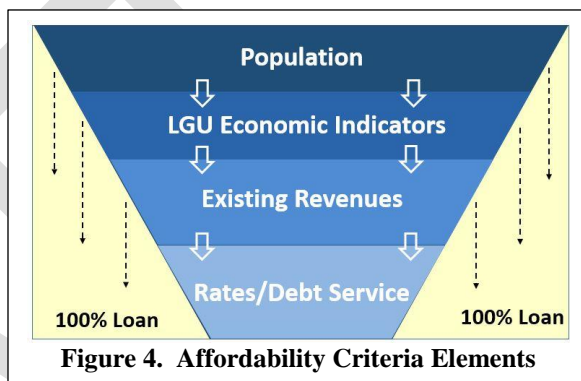 Population
LGU Economic Indicators
Existing Revenues
Rates/Debt Service
100% Loan
100% Loan
Figure 4. Affordability Criteria Elements